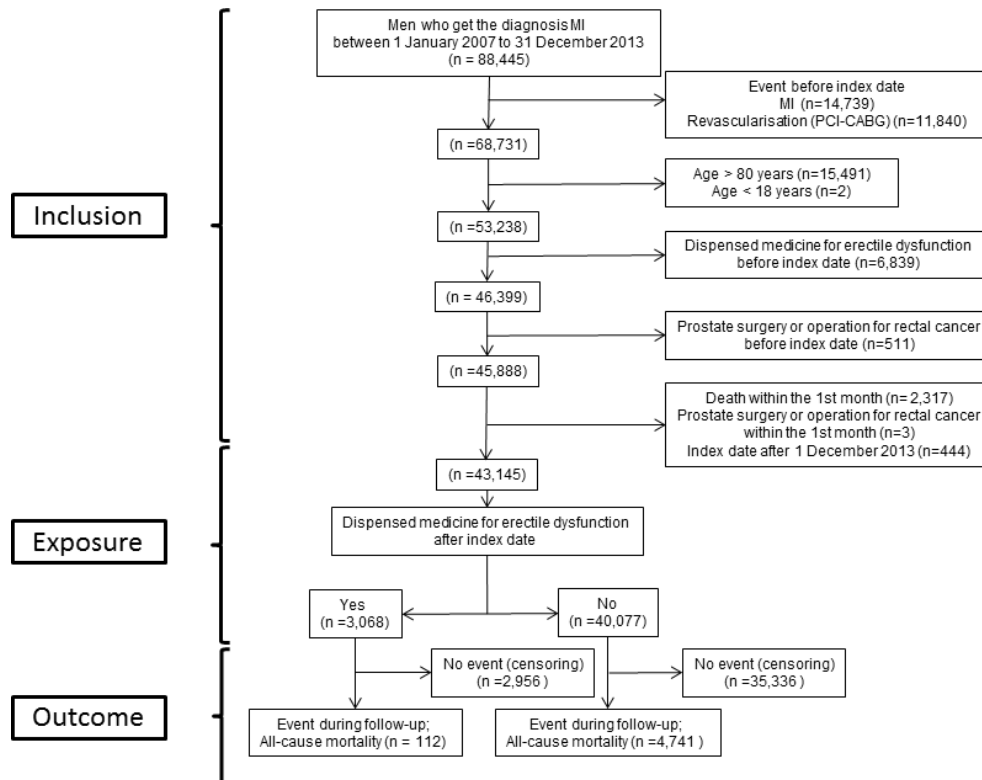 Men who get the diagnosis MI
between 1 January 2007 to 31 December 2013
(n = 88,445)
Event before index date
MI (n=14,739)
Revascularisation (PCI-CABG) (n=11,840)
(n =68,731)
Age > 80 years (n=15,491)
Age < 18 years (n=2)
Inclusion
(n =53,238)
Dispensed medicine for erectile dysfunction
before index date (n=6,839)
(n = 46,399)
Prostate surgery or operation for rectal cancer
before index date (n=511)
(n =45,888)
Death within the 1st month (n= 2,317)
Prostate surgery or operation for rectal cancer
within the 1st month (n=3)
Index date after 1 December 2013 (n=444)
(n =43,145)
Exposure
Dispensed medicine for erectile dysfunction
after index date
Yes
(n =3,068)
No
(n =40,077)
No event (censoring)
(n =2,956 )
No event (censoring)
(n =35,336 )
Outcome
Event during follow-up;
All-cause mortality (n = 112)
Event during follow-up;
All-cause mortality (n =4,741 )